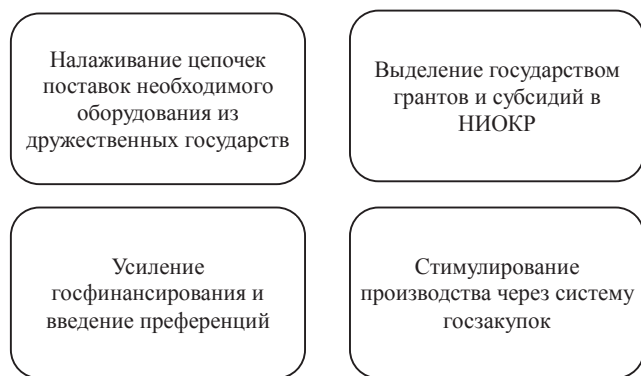 Налаживание цепочек
поставок необходимого
оборудования из
дружественных государств
Выделение государством
грантов и субсидий в
НИОКР
Усиление
госфинансирования и
введение преференций
Стимулирование
производства через систему
госзакупок